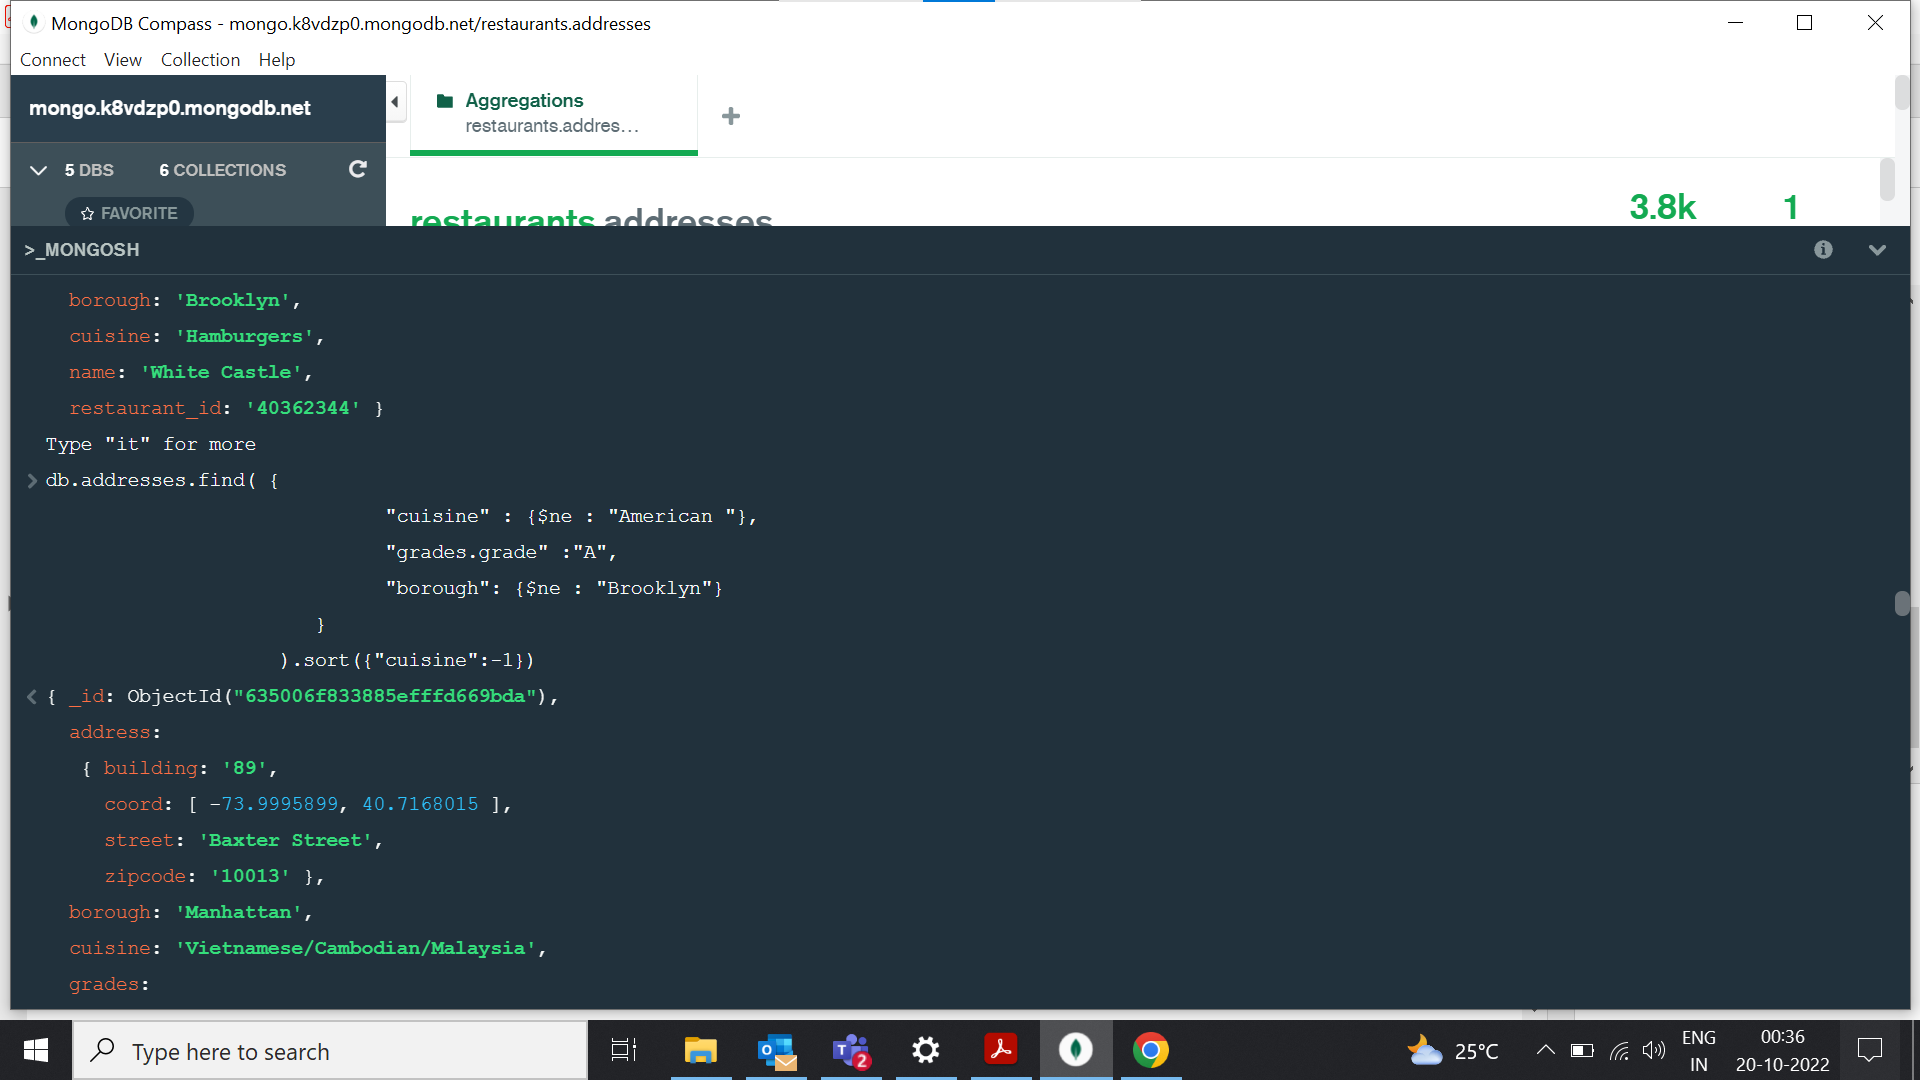 MongoDB Compass - mongo.k8vdzp0.mongodb.net/restaurants.addresses
Connect View Collection Help
mongo.k8vdzp0.mongodb.net
Aggregations
restaurants.addres...
5 DBS 6 COLLECTIONS
FAVORITE
restaurants.addresses
3.8k 1
>_MONGOSH
borough: 'Brooklyn',
cuisine: 'Hamburgers',
name: 'White Castle',
restaurant_id: '40362344' }
Type "it" for more
db.addresses.find( {
"cuisine" : {$ne : "American "},
"grades.grade" :"A",
"borough": {$ne : "Brooklyn"}
}
).sort({"cuisine":-1})
{ _id: ObjectId("635006f833885efffd669bda"),
address:
{ building: '89',
coord: [ -73.9995899, 40.7168015 ],
street: 'Baxter Street',
zipcode: '10013' },
borough: 'Manhattan',
cuisine: 'Vietnamese/Cambodian/Malaysia',
grades:
Type here to search
2
25°C
ENG
IN
00:36
20-10-2022